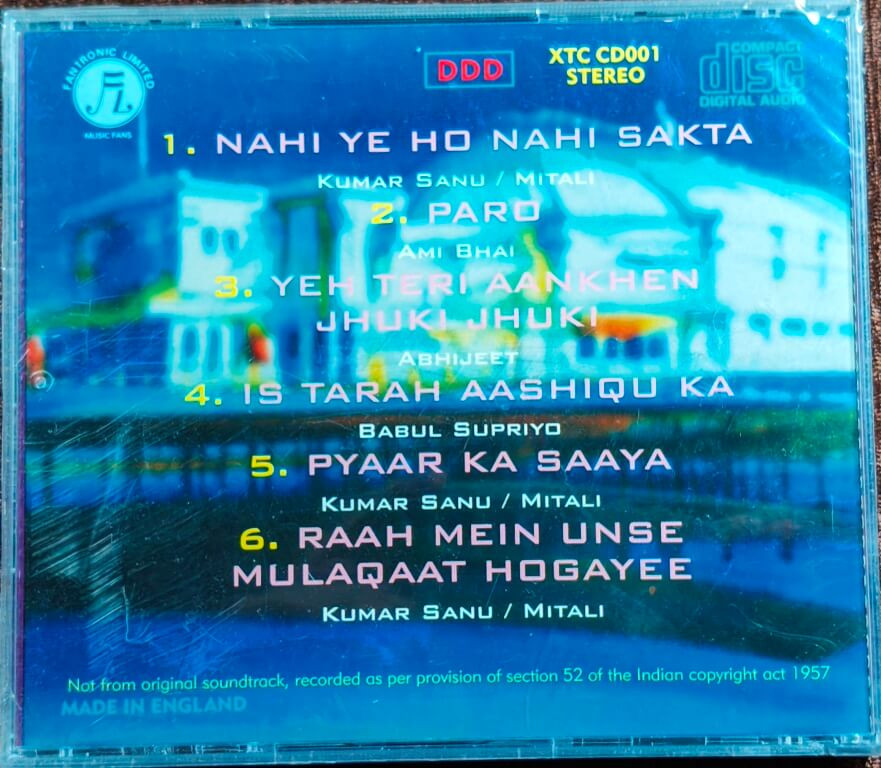 FANTRONIC LIMITED
MUSIC FANS
DDD
XTC CD001
STEREO
COMPACT
disc
DIGITAL AUDIO
1. NAHI YE HO NAHI SAKTA
KUMAR SANU / MITALI
2. PARO
AMI BHAI
3. YEH TERI AANKHEN
JHUKI JHUKI
ABHIJEET
4. IS TARAH AASHIQU KA
BABUL SUPRIYO
5. PYAAR KA SAAYA
KUMAR SANU / MITALI
6. RAAH MEIN UNSE
MULAQAAT HOGAYEE
KUMAR SANU / MITALI
Not from original soundtrack, recorded as per provision of section 52 of the Indian copyright act 1957
MADE IN ENGLAND